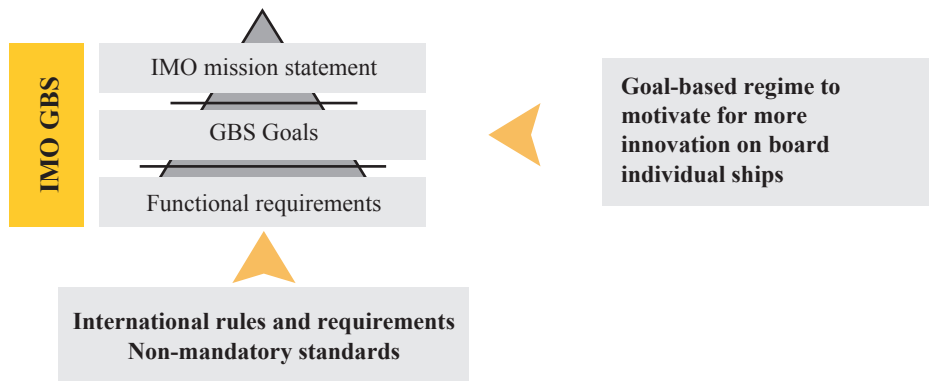 IMO GBS
IMO mission statement
GBS Goals
Functional requirements
Goal-based regime to
motivate for more
innovation on board
individual ships
International rules and requirements
Non-mandatory standards